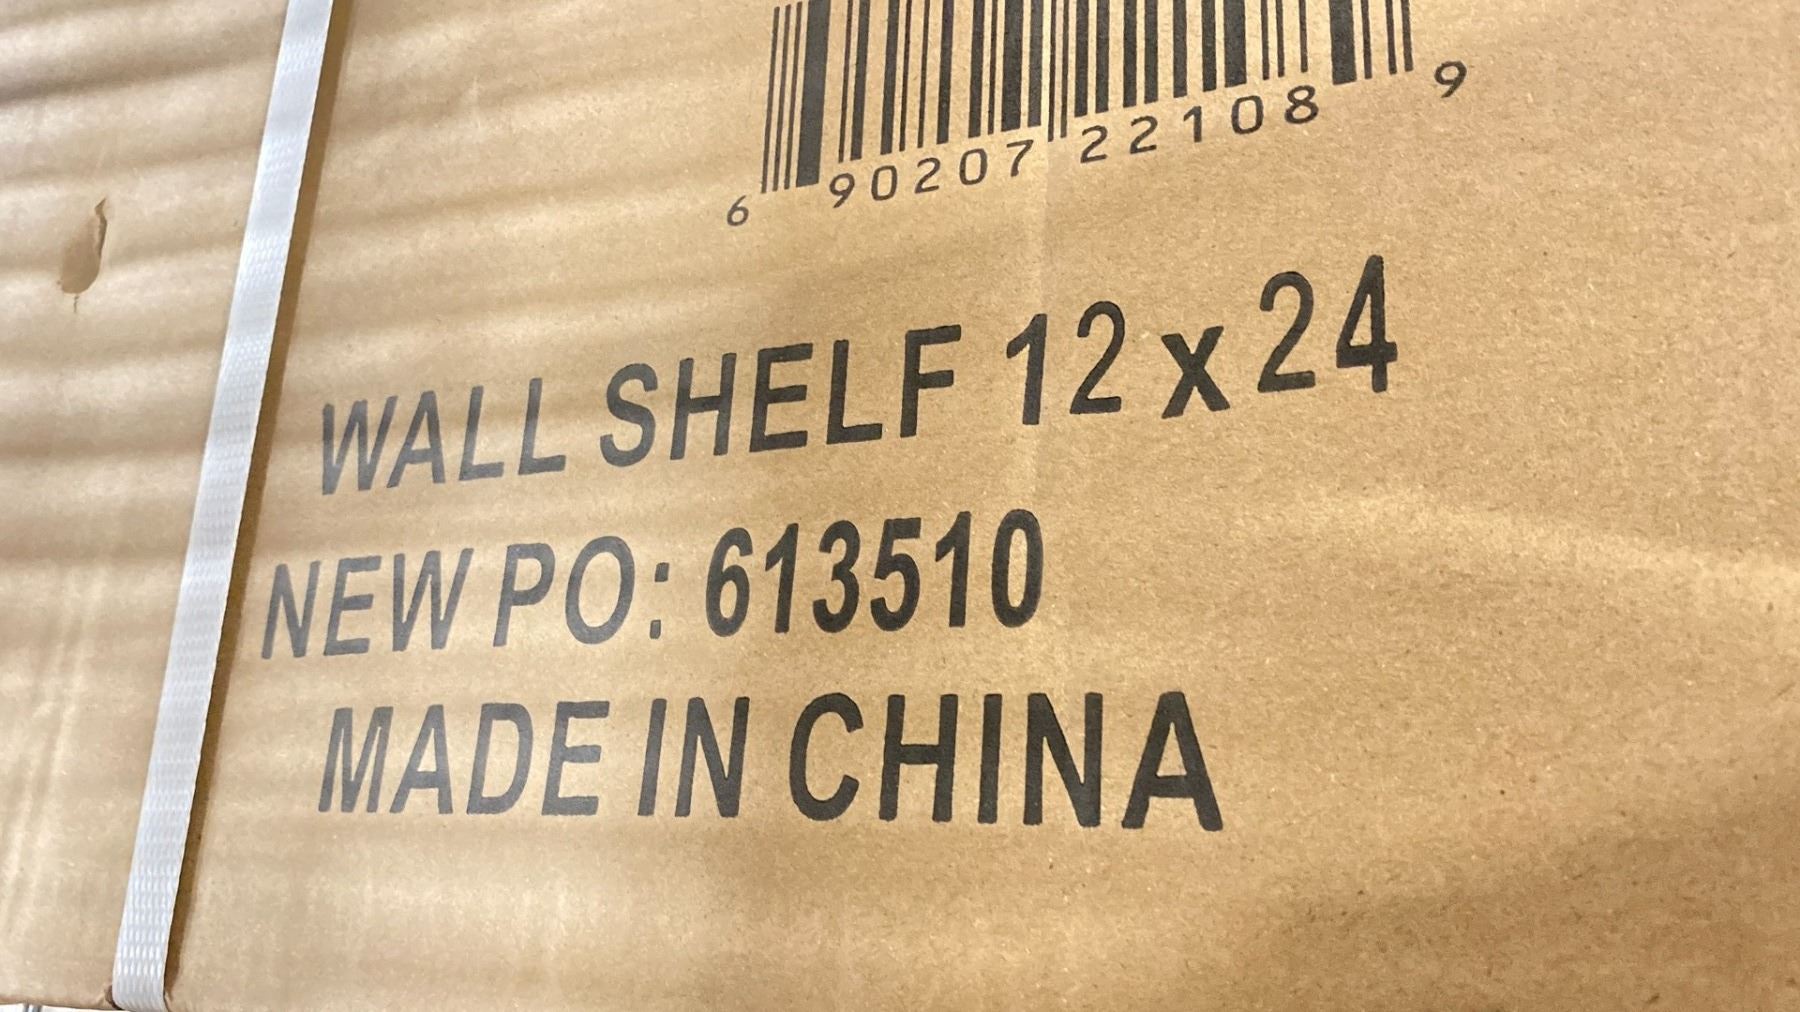 6 90207 22108 9
WALL SHELF 12 x 24
NEW PO: 613510
MADE IN CHINA